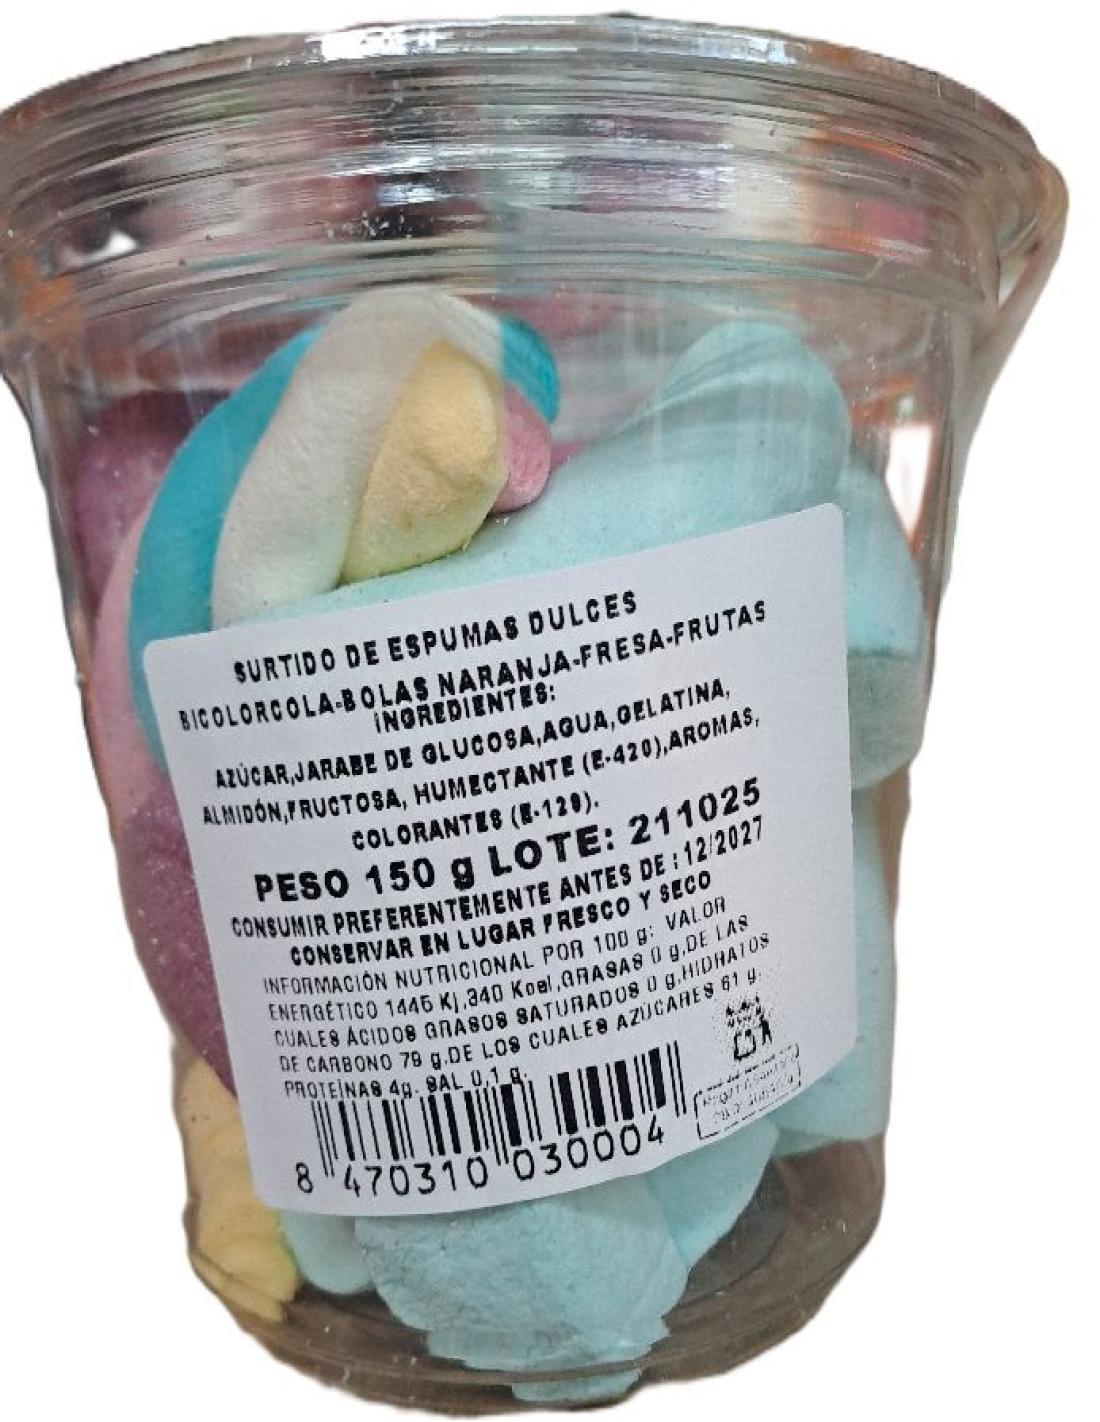 SURTIDO DE ESPUMAS DULCES
BICOLORCOLA-BOLAS NARANJA-FRESA-FRUTAS
INGREDIENTES:
AZÚCAR,JARABE DE GLUCOSA,AGUA,GELATINA,
ALMIDÓN,FRUCTOSA, HUMECTANTE (E-420),AROMAS,
COLORANTES (E-120).
PESO 150 g LOTE: 211025
CONSUMIR PREFERENTEMENTE ANTES DE : 12/2027
CONSERVAR EN LUGAR FRESCO Y SECO
INFORMACIÓN NUTRICIONAL POR 100 g: VALOR
ENERGÉTICO 1445 Kj,340 Kcal,GRASAS 0 g,DE LAS
CUALES ÁCIDOS GRASOS SATURADOS 0 g,HIDRATOS
DE CARBONO 79 g,DE LOS CUALES AZÚCARES 61 g.
PROTEÍNAS 4g. SAL 0,1 g.
8 470310 030004